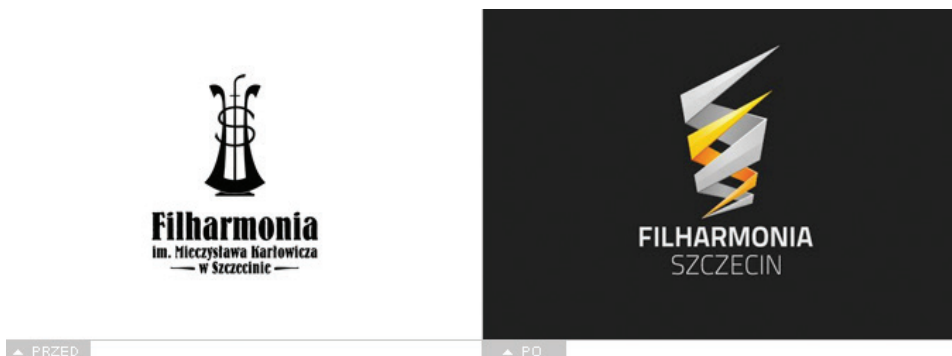 Filharmonia
im. Mieczysława Karłowicza
w Szczecinie
FILHARMONIA
SZCZECIN
PRZED
PO